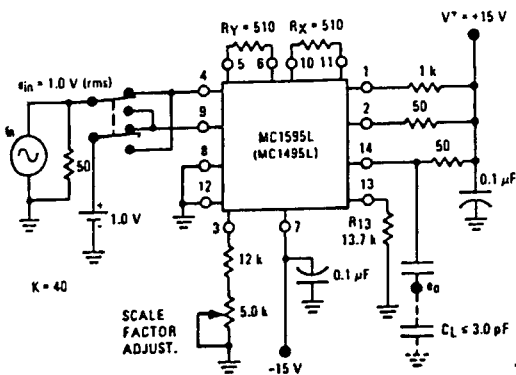 RY = 510
RX = 510
V+ = +15 V
ein = 1.0 V (rms)
5
6
10
11
4
1
1 k
9
2
50
MC1595L
(MC1495L)
8
14
50
50
12
13
0.1 µF
1.0 V
+
-
3
7
R13
13.7 k
12 k
0.1 µF
eo
K = 40
SCALE
FACTOR
ADJUST.
5.0 k
CL ≤ 3.0 pF
-15 V